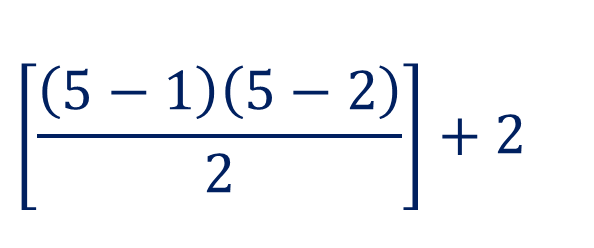 [(5 − 1)(5 − 2) / 2] + 2